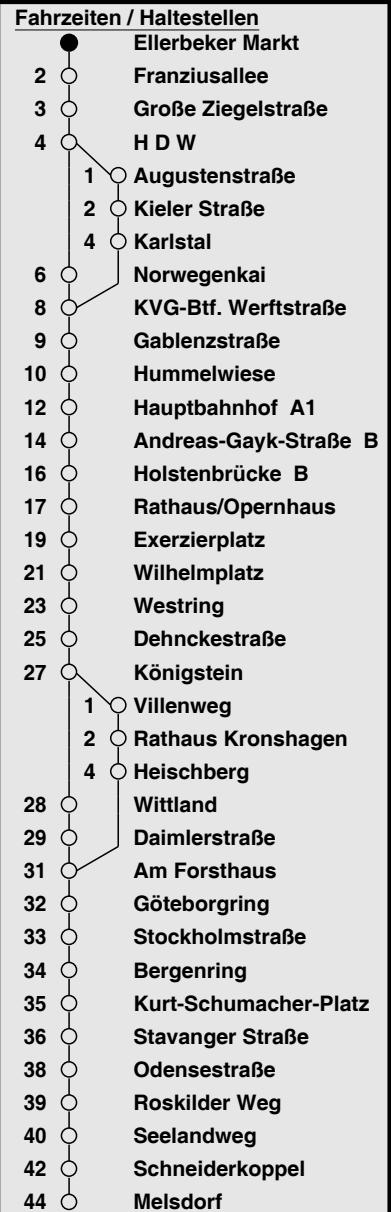 Fahrzeiten / Haltestellen
Ellerbeker Markt
2 Franziusallee
3 Große Ziegelstraße
4 H D W
1 Augustenstraße
2 Kieler Straße
4 Karlstal
6 Norwegenkai
8 KVG-Btf. Werftstraße
9 Gablenzstraße
10 Hummelwiese
12 Hauptbahnhof A1
14 Andreas-Gayk-Straße B
16 Holstenbrücke B
17 Rathaus/Opernhaus
19 Exerzierplatz
21 Wilhelmplatz
23 Westring
25 Dehnckestraße
27 Königstein
1 Villenweg
2 Rathaus Kronshagen
4 Heischberg
28 Wittland
29 Daimlerstraße
31 Am Forsthaus
32 Göteborgring
33 Stockholmstraße
34 Bergenring
35 Kurt-Schumacher-Platz
36 Stavanger Straße
38 Odensestraße
39 Roskilder Weg
40 Seelandweg
42 Schneiderkoppel
44 Melsdorf